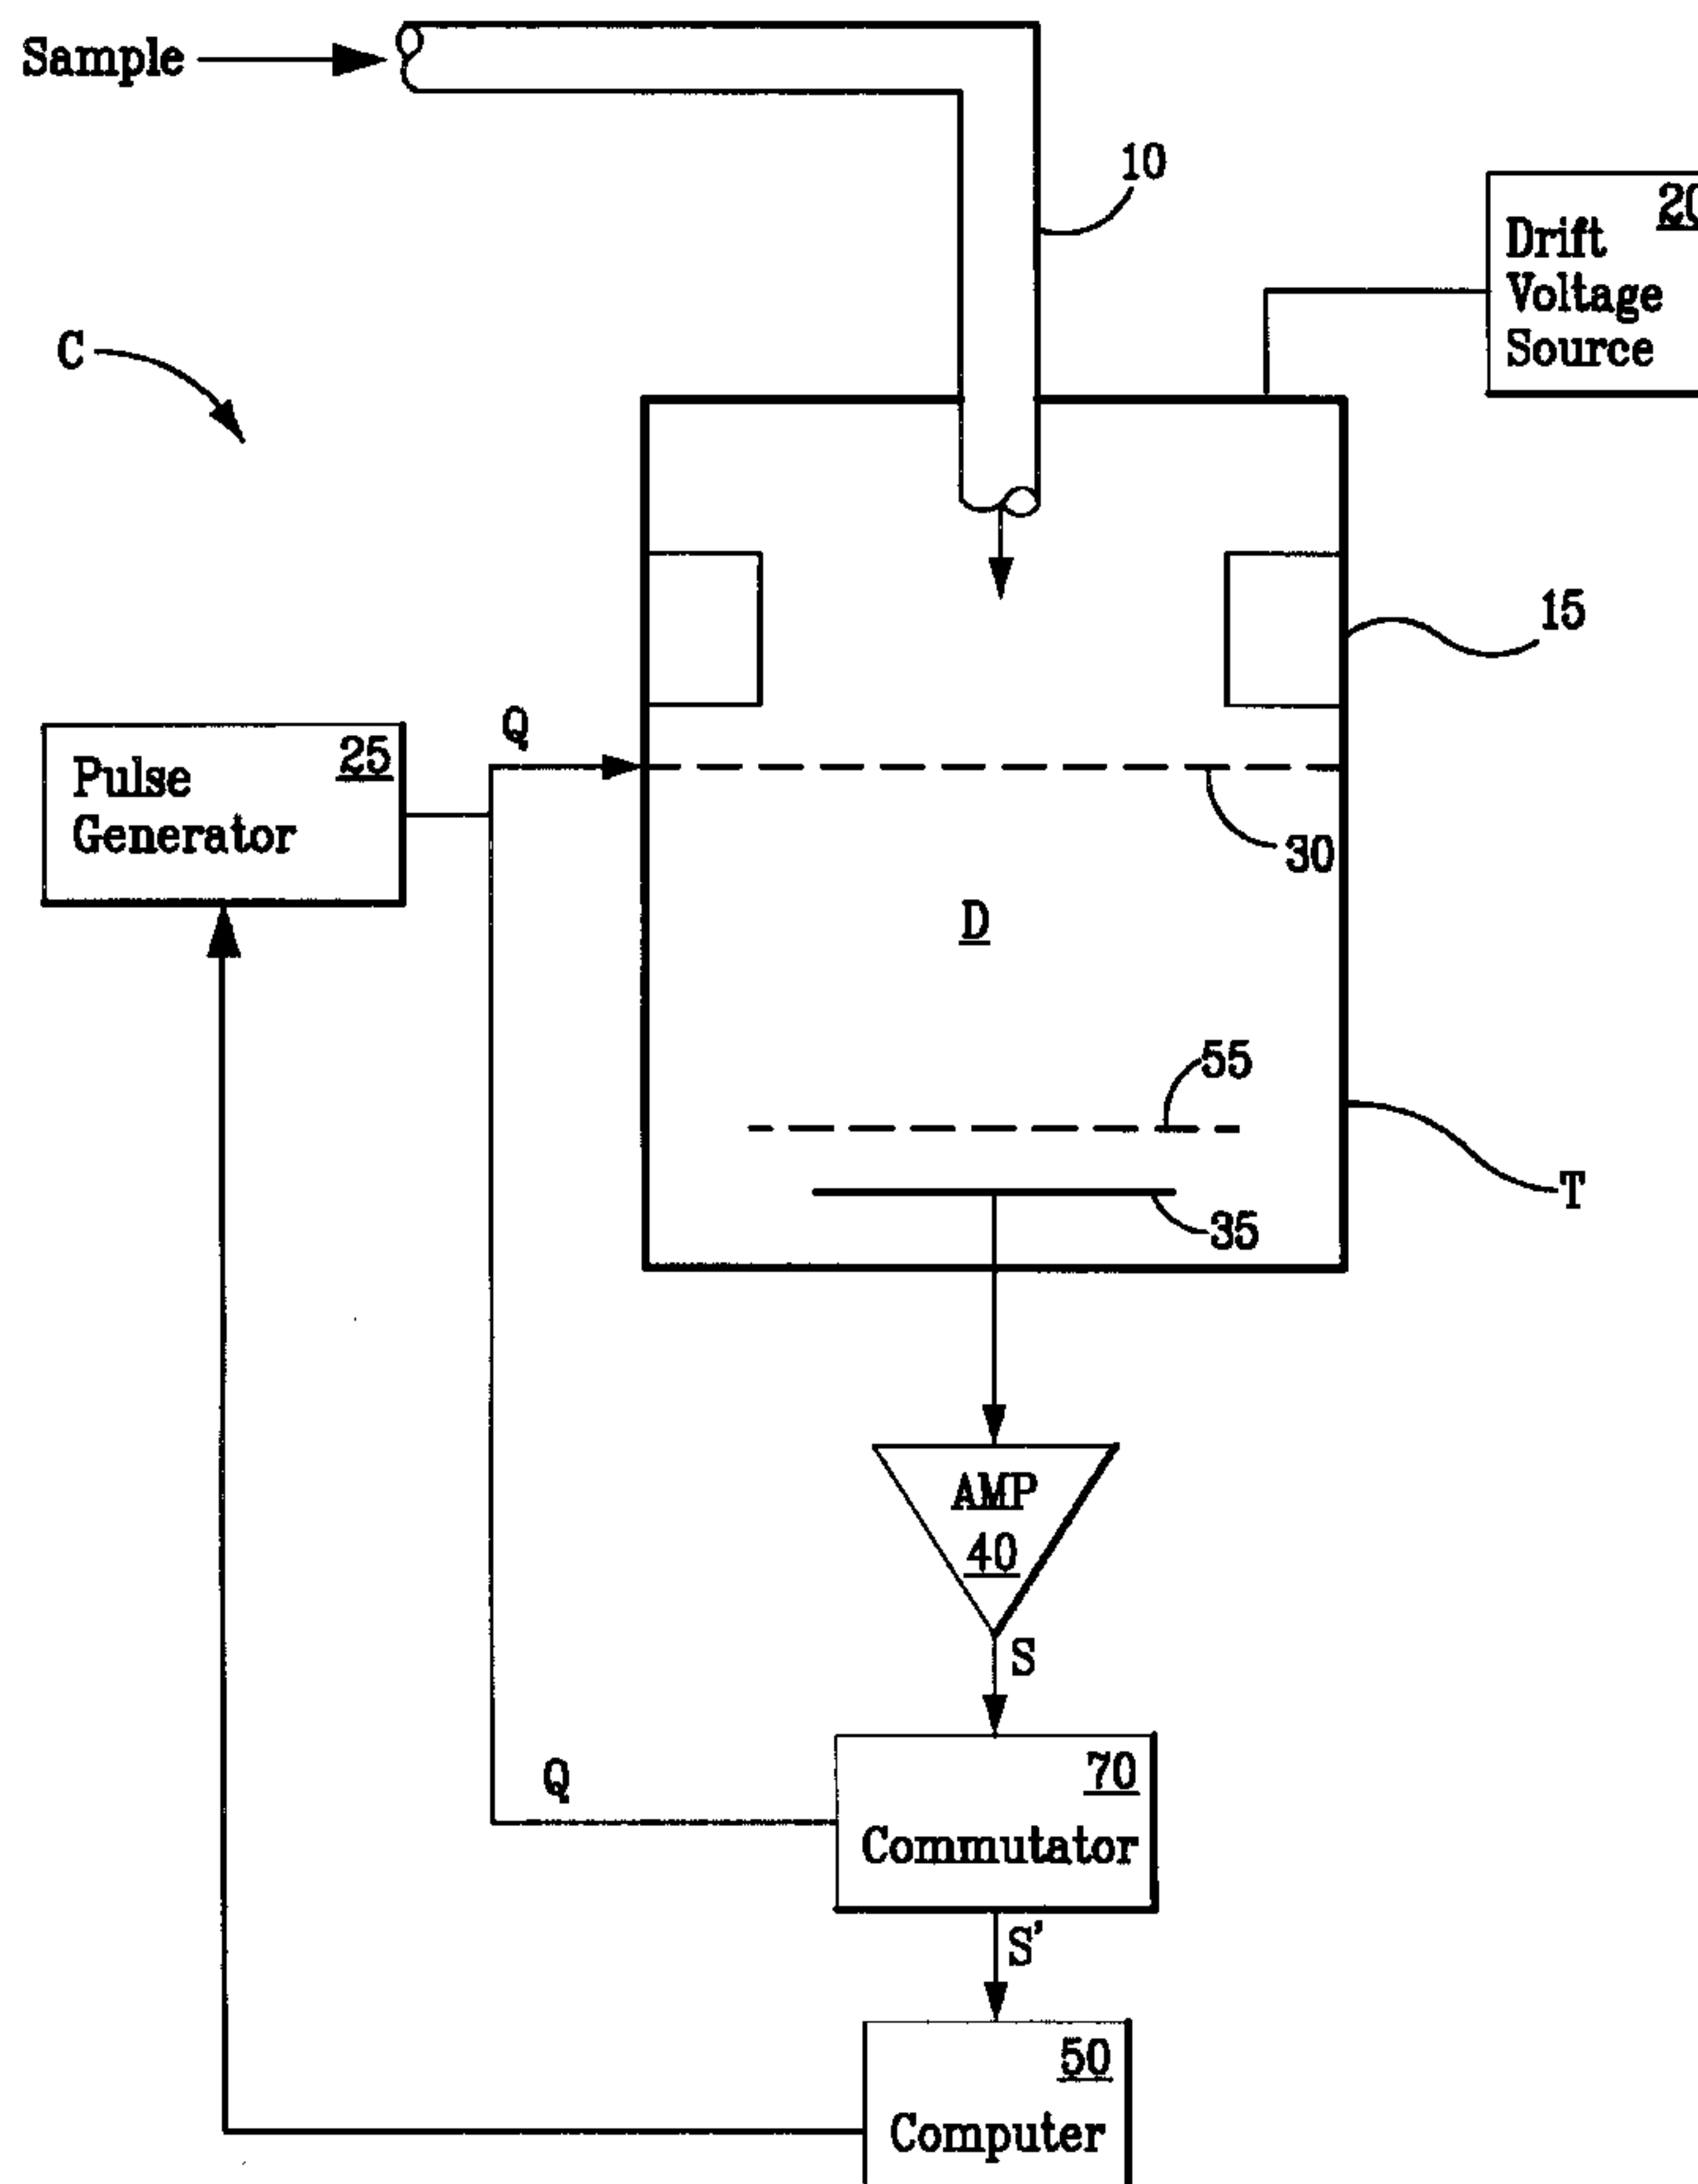 Sample
10
20
Drift
Voltage
Source
C
15
Q
25
Pulse
Generator
30
D
55
T
35
AMP
40
S
Q
70
Commutator
S'
50
Computer